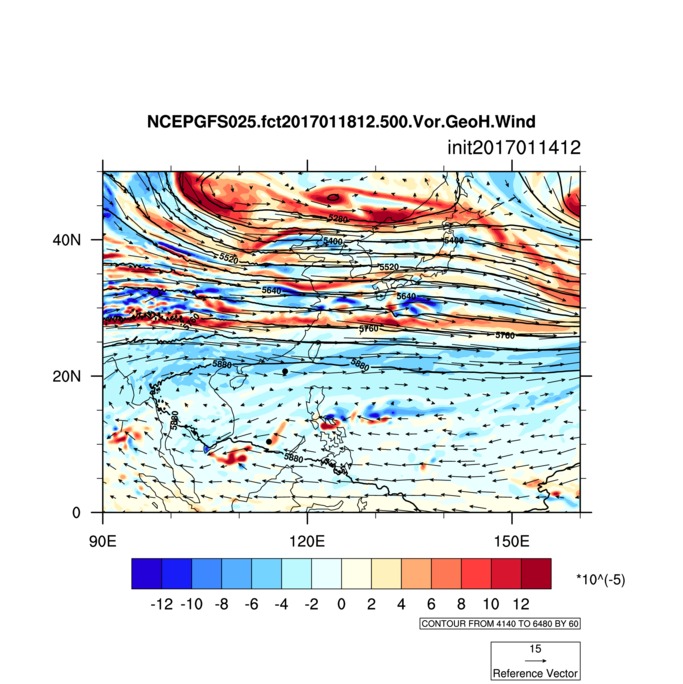 NCEPGFS025.fct2017011812.500.Vor.GeoH.Wind
init2017011412
5280
5400
5400
40N
5520
5520
5640
5640
5760
5760
5880
5880
20N
5880
5880
0
90E 120E 150E
-12 -10 -8 -6 -4 -2 0 2 4 6 8 10 12
*10^(-5)
CONTOUR FROM 4140 TO 6480 BY 60
15
Reference Vector